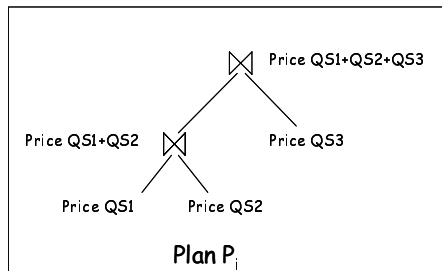 Price QS1+QS2+QS3
Price QS1+QS2
Price QS3
Price QS1
Price QS2
Plan Pi